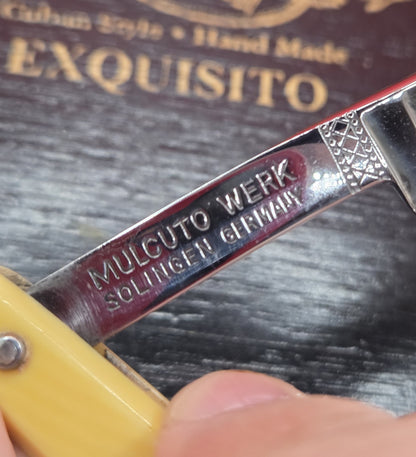 Cuban Style • Hand Made
EXQUISITO
MULCUTO WERK
SOLINGEN GERMANY